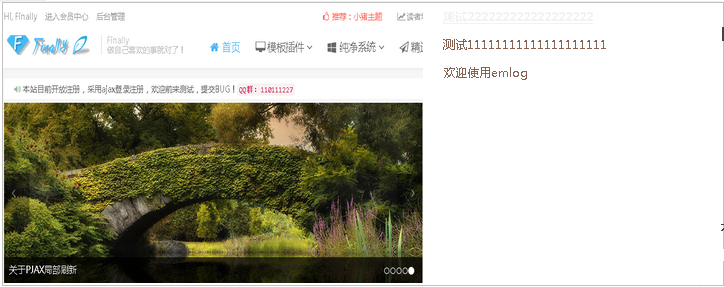 Hi, Finally 进入会员中心 后台管理
推荐：小猪主题
Finally
Finally
做自己喜欢的事就对了！
首页 模板插件 纯净系统
本站目前开放注册，采用ajax登录注册，欢迎前来测试，提交BUG！ QQ群：110111227
关于PJAX局部刷新
测试2222222222222222222222
测试11111111111111111111
欢迎使用emlog